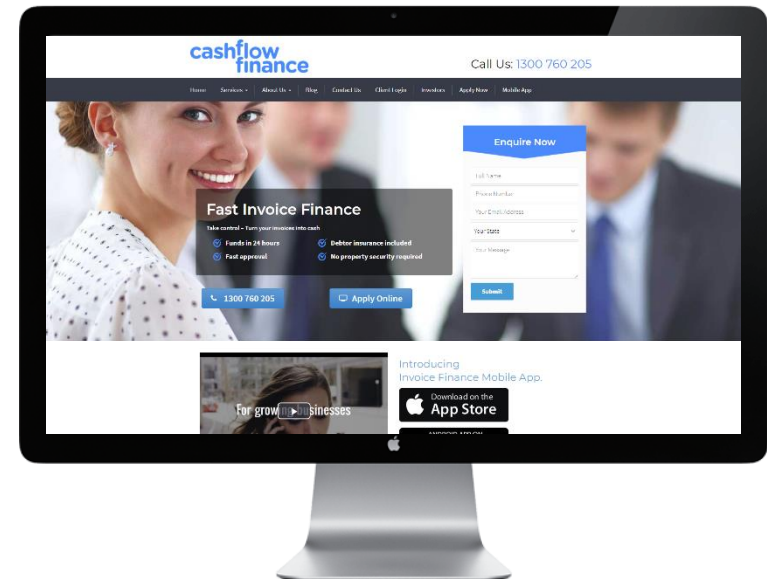 cashflow
finance
Call Us: 1300 760 205
Home Services About Us Blog Contact Us Client Login Investors Apply Now Mobile App
Enquire Now
Full Name
Phone Number
Your Email Address
Your State
Your Message
Submit
Fast Invoice Finance
Take control – Turn your invoices into cash
Funds in 24 hours
Debtor insurance included
Fast approval
No property security required
1300 760 205
Apply Online
For growing businesses
Introducing
Invoice Finance Mobile App.
Download on the
App Store